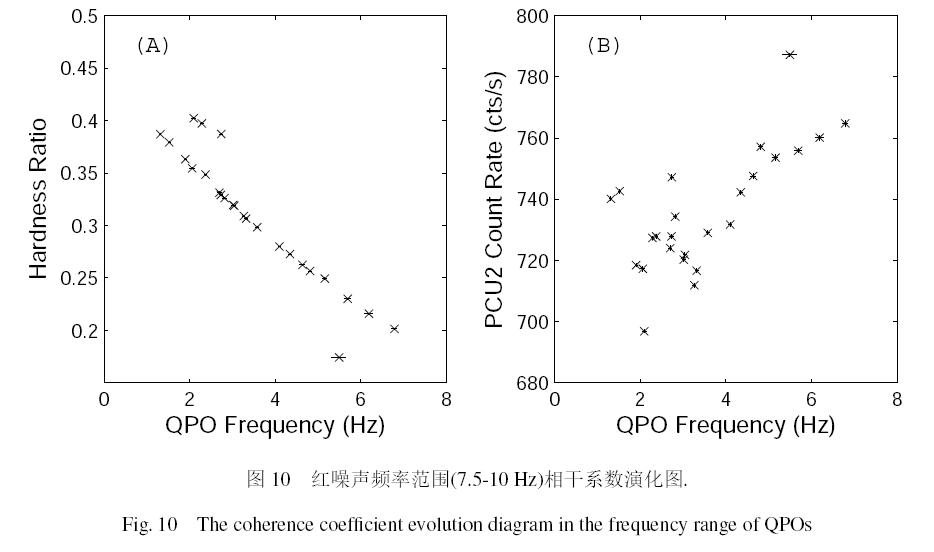 (A)
0.5
0.45
0.4
0.35
0.3
0.25
0.2
0 2 4 6 8
Hardness Ratio
QPO Frequency (Hz)
(B)
800
780
760
740
720
700
680
0 2 4 6 8
PCU2 Count Rate (cts/s)
QPO Frequency (Hz)
图 10 红噪声频率范围(7.5-10 Hz)相干系数演化图.
Fig. 10 The coherence coefficient evolution diagram in the frequency range of QPOs